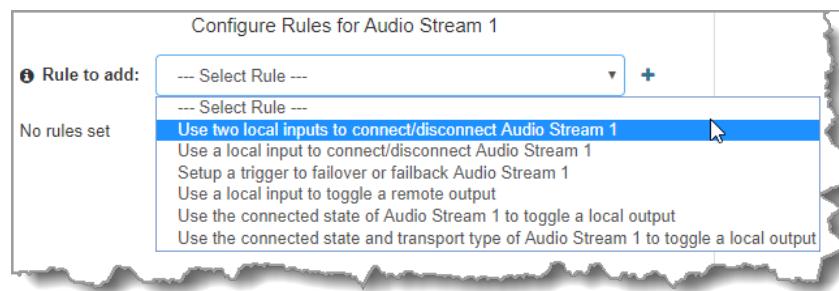 Configure Rules for Audio Stream 1
Rule to add:
--- Select Rule ---
--- Select Rule ---
No rules set
Use two local inputs to connect/disconnect Audio Stream 1
Use a local input to connect/disconnect Audio Stream 1
Setup a trigger to failover or failback Audio Stream 1
Use a local input to toggle a remote output
Use the connected state of Audio Stream 1 to toggle a local output
Use the connected state and transport type of Audio Stream 1 to toggle a local output